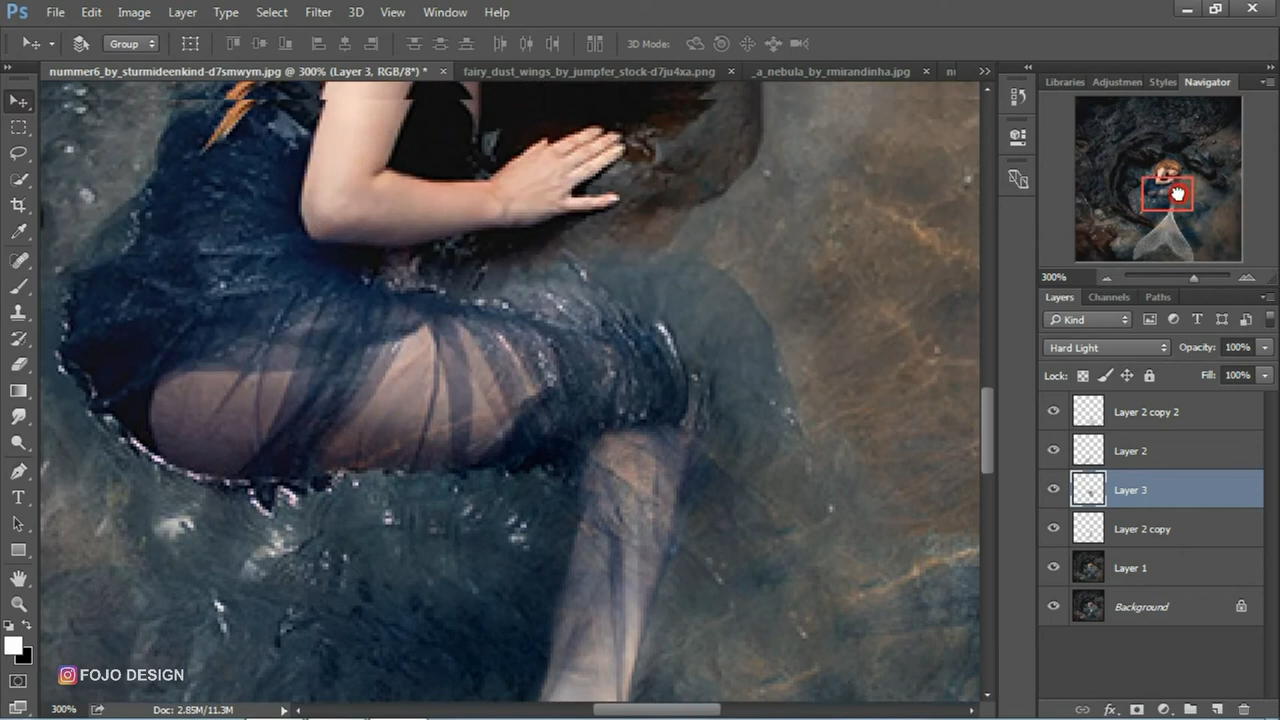 Ps File Edit Image Layer Type Select Filter 3D View Window Help
Group 3D Mode:
nummer6_by_sturmideenkind-d7smwym.jpg @ 300% (Layer 3, RGB/8*) * × fairy_dust_wings_by_jumpfer_stock-d7ju4xa.png × _a_nebula_by_rmirandinha.jpg ×
Libraries Adjustmen Styles Navigator
300%
Layers Channels Paths
Kind
Hard Light Opacity: 100%
Lock: Fill: 100%
Layer 2 copy 2
Layer 2
Layer 3
Layer 2 copy
Layer 1
Background
FOJO DESIGN
300% Doc: 2.85M/11.3M